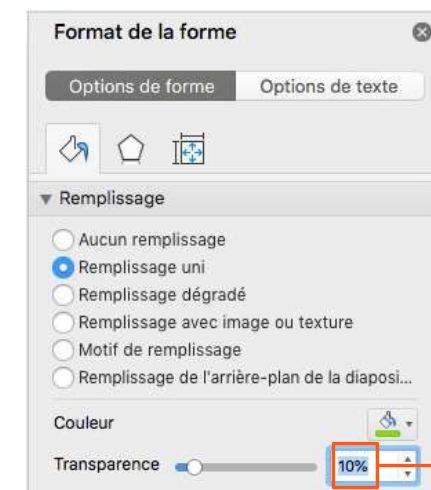 Format de la forme
Options de forme Options de texte
Remplissage
Aucun remplissage
Remplissage uni
Remplissage dégradé
Remplissage avec image ou texture
Motif de remplissage
Remplissage de l'arrière-plan de la diaposi...
Couleur
Transparence 10%